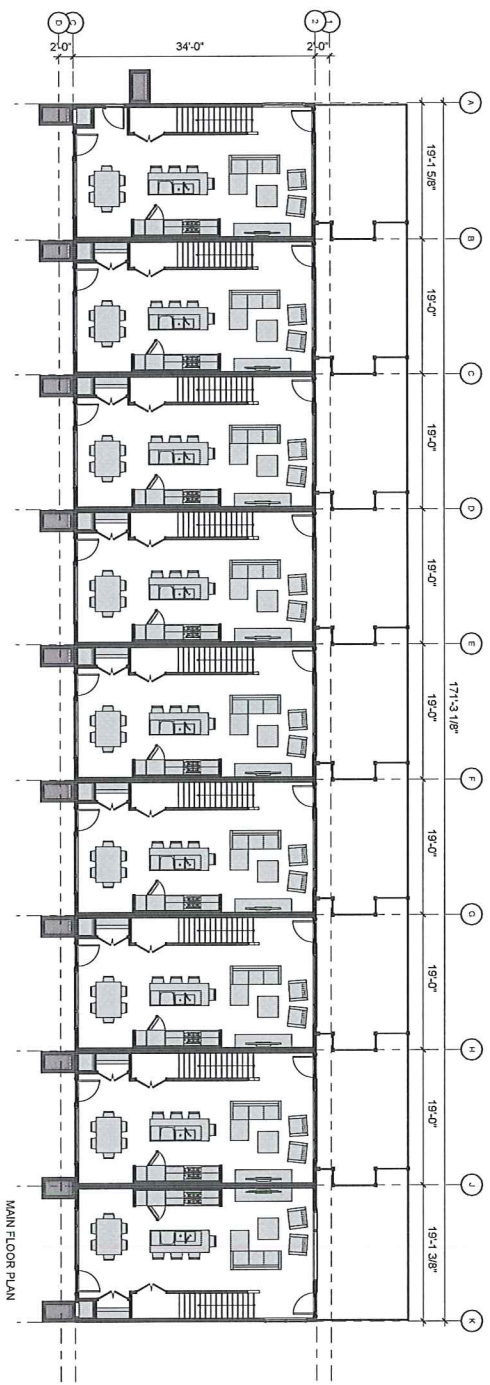 D
C
2
1
2'-0"
34'-0"
2'-0"
A
19'-1 5/8"
B
19'-0"
C
19'-0"
D
19'-0"
E
19'-0"
171'-3 1/8"
F
19'-0"
G
19'-0"
H
19'-0"
J
19'-1 3/8"
K
MAIN FLOOR PLAN